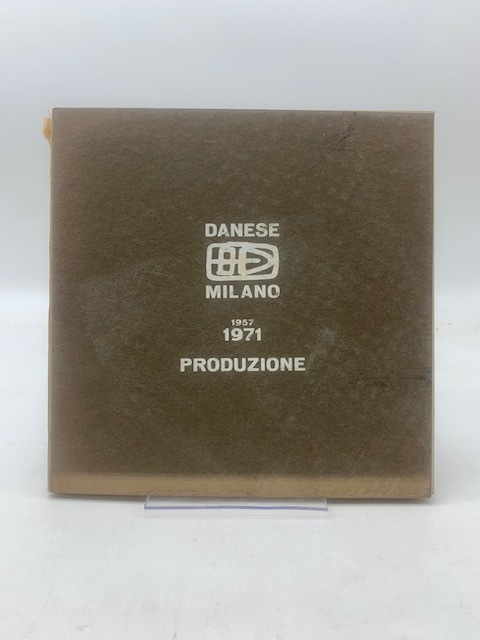 DANESE
MILANO
1957
1971
PRODUZIONE